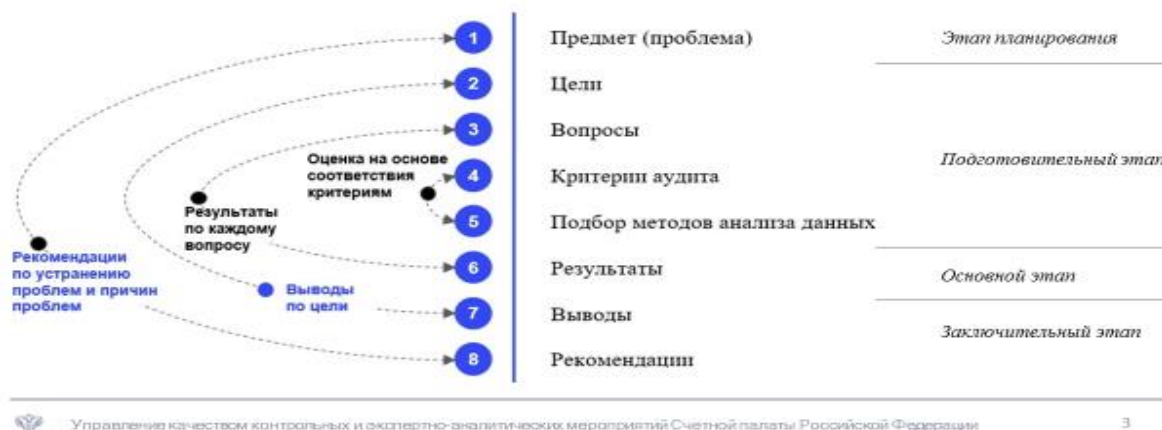 1
Предмет (проблема)
Этап планирования
2
Цели
3
Вопросы
Оценка на основе
соответствия
критериям
4
Критерии аудита
Подготовительный этап
Результаты
по каждому
вопросу
5
Подбор методов анализа данных
Рекомендации
по устранению
проблем и причин
проблем
6
Результаты
Основной этап
Выводы
по цели
7
Выводы
Заключительный этап
8
Рекомендации
Управление качеством контрольных и экспертно-аналитических мероприятий Счетной палаты Российской Федерации
3